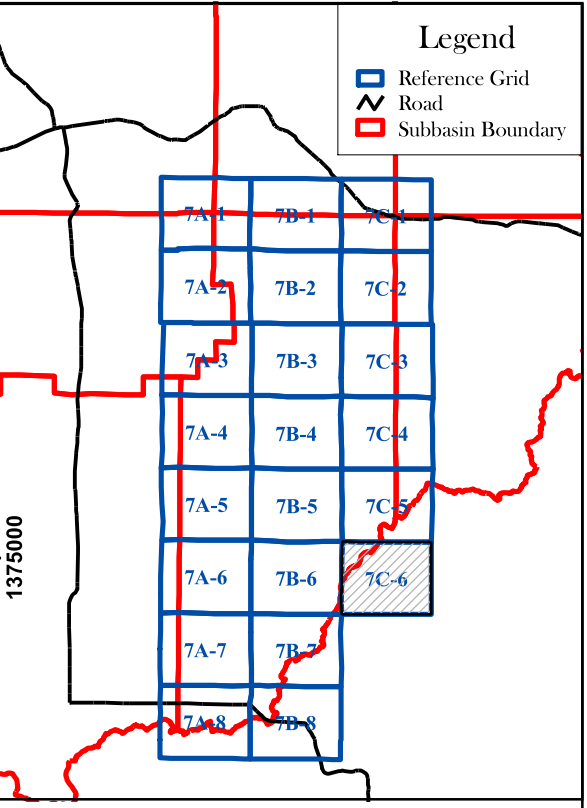 Legend
Reference Grid
Road
Subbasin Boundary
7A-1 7B-1 7C-1
7A-2 7B-2 7C-2
7A-3 7B-3 7C-3
7A-4 7B-4 7C-4
7A-5 7B-5 7C-5
7A-6 7B-6 7C-6
7A-7 7B-7
7A-8 7B-8
1375000